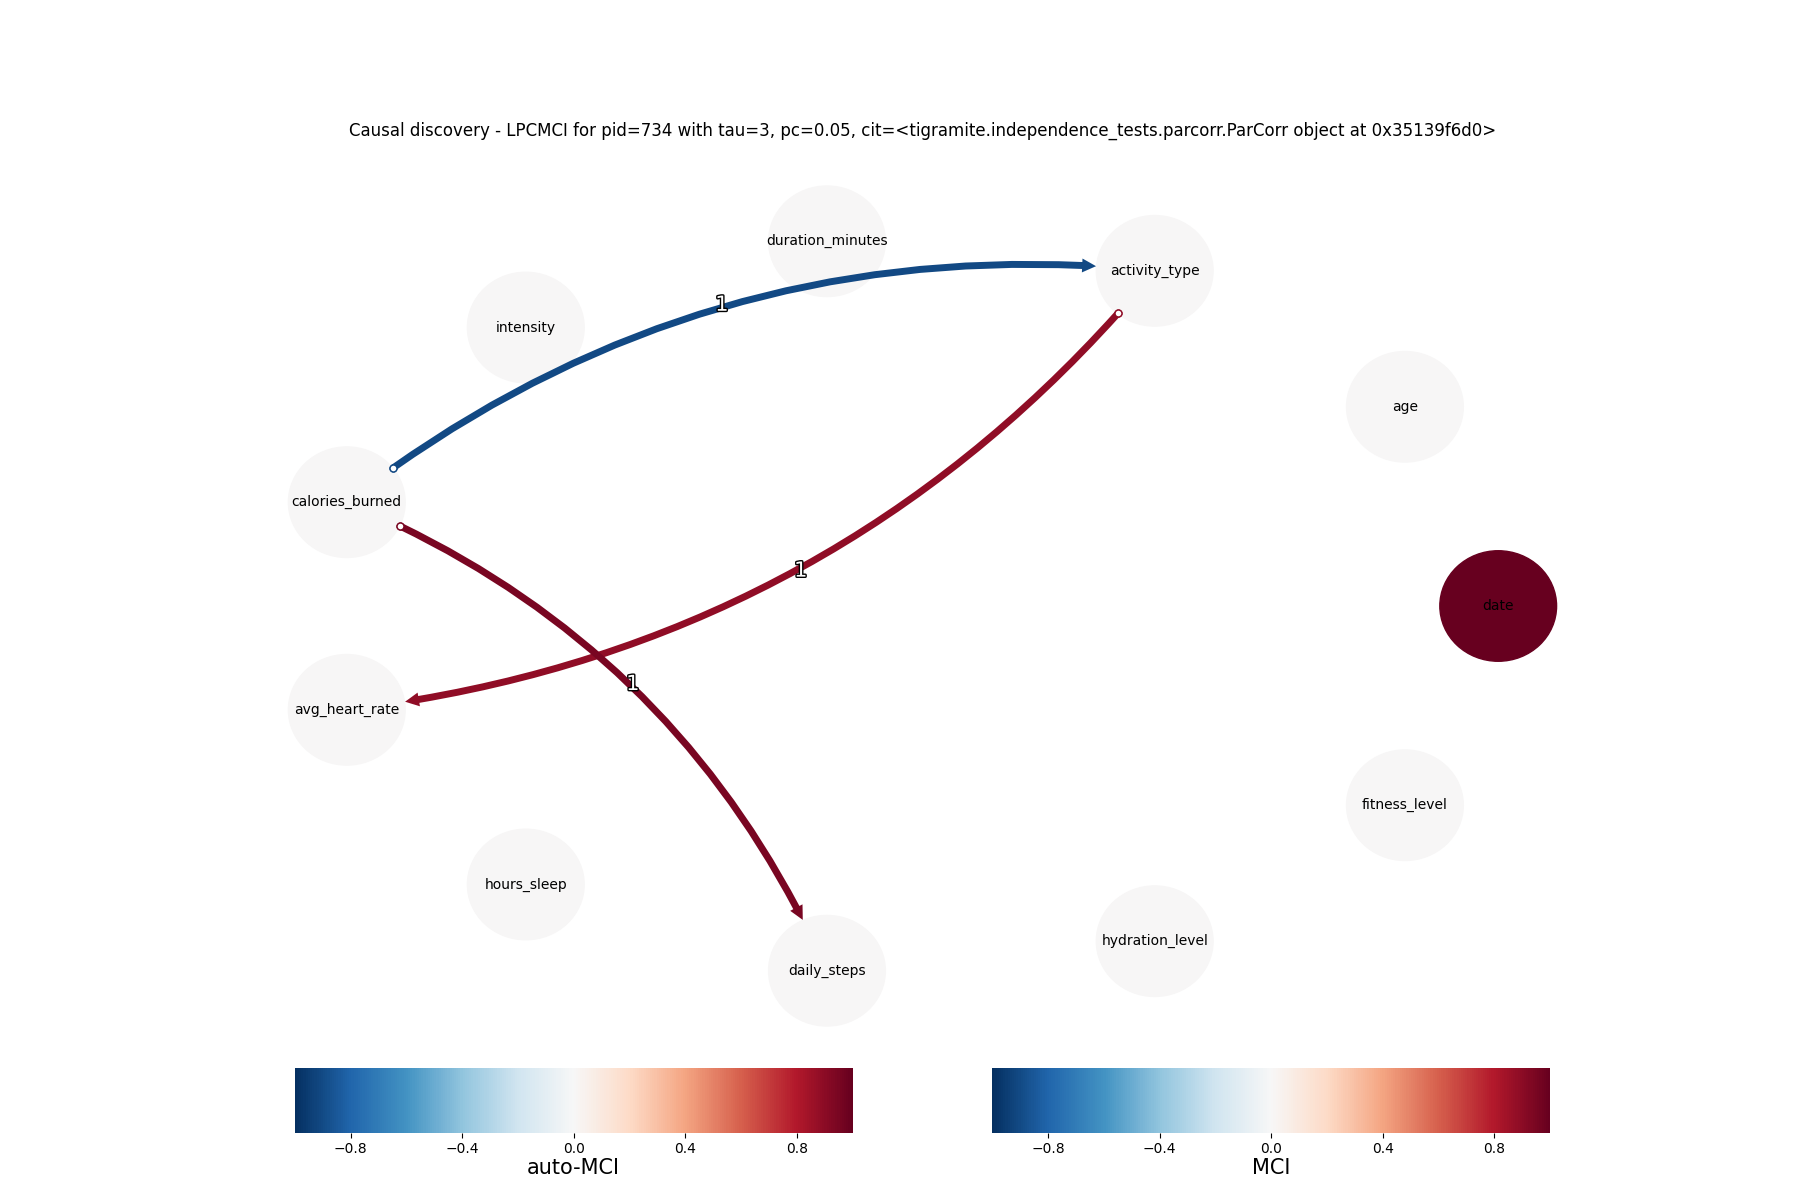 Causal discovery - LPCMCI for pid=734 with tau=3, pc=0.05, cit=<tigramite.independence_tests.parcorr.ParCorr object at 0x35139f6d0>
duration_minutes
activity_type
1
intensity
age
calories_burned
1
date
1
avg_heart_rate
fitness_level
hours_sleep
hydration_level
daily_steps
−0.8 −0.4 0.0 0.4 0.8
auto-MCI
−0.8 −0.4 0.0 0.4 0.8
MCI